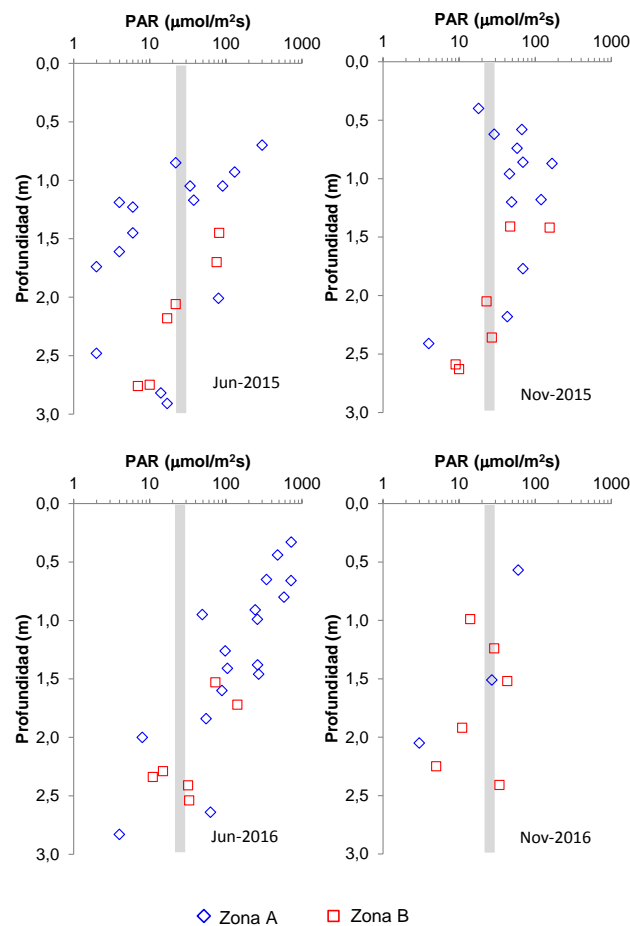 PAR (µmol/m²s)
1 10 100 1000
0,0
0,5
1,0
1,5
2,0
2,5
3,0
Profundidad (m)
Jun-2015
PAR (µmol/m²s)
1 10 100 1000
0,0
0,5
1,0
1,5
2,0
2,5
3,0
Profundidad (m)
Nov-2015
PAR (µmol/m²s)
1 10 100 1000
0,0
0,5
1,0
1,5
2,0
2,5
3,0
Profundidad (m)
Jun-2016
PAR (µmol/m²s)
1 10 100 1000
0,0
0,5
1,0
1,5
2,0
2,5
3,0
Profundidad (m)
Nov-2016
Zona A Zona B